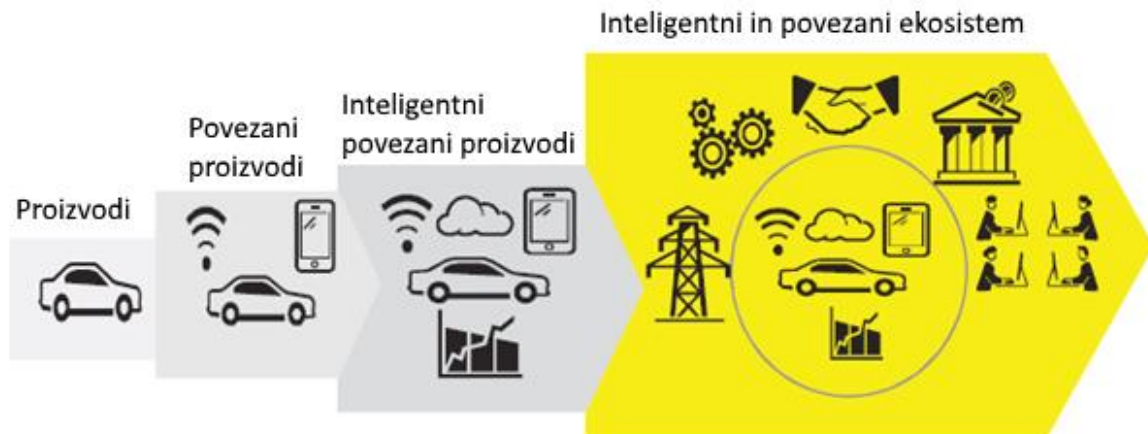 Proizvodi
Povezani
proizvodi
Inteligentni
povezani proizvodi
Inteligentni in povezani ekosistem